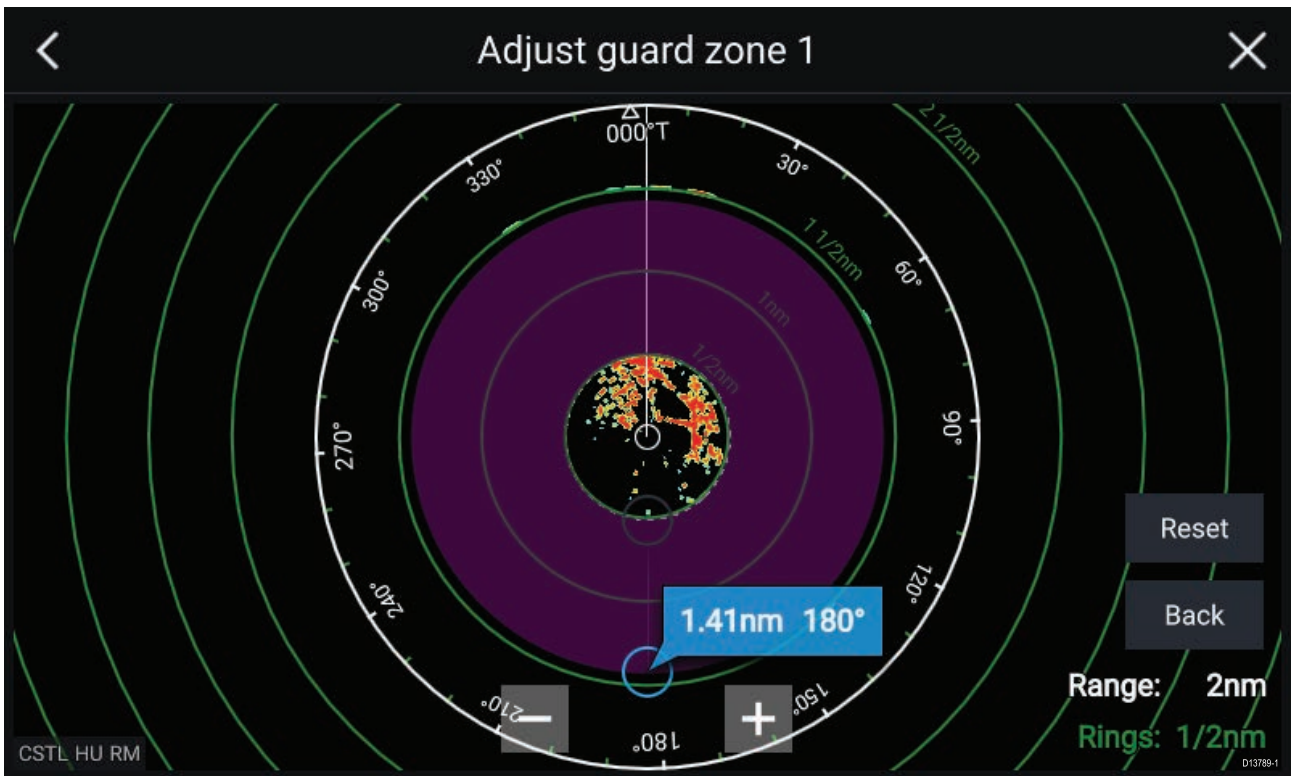 Adjust guard zone 1
000°T
30°
60°
90°
120°
150°
180°
210°
240°
270°
300°
330°
2 1/2nm
1 1/2nm
1nm
1/2nm
1.41nm 180°
Reset
Back
Range: 2nm
Rings: 1/2nm
CSTL HU RM
D13789-1